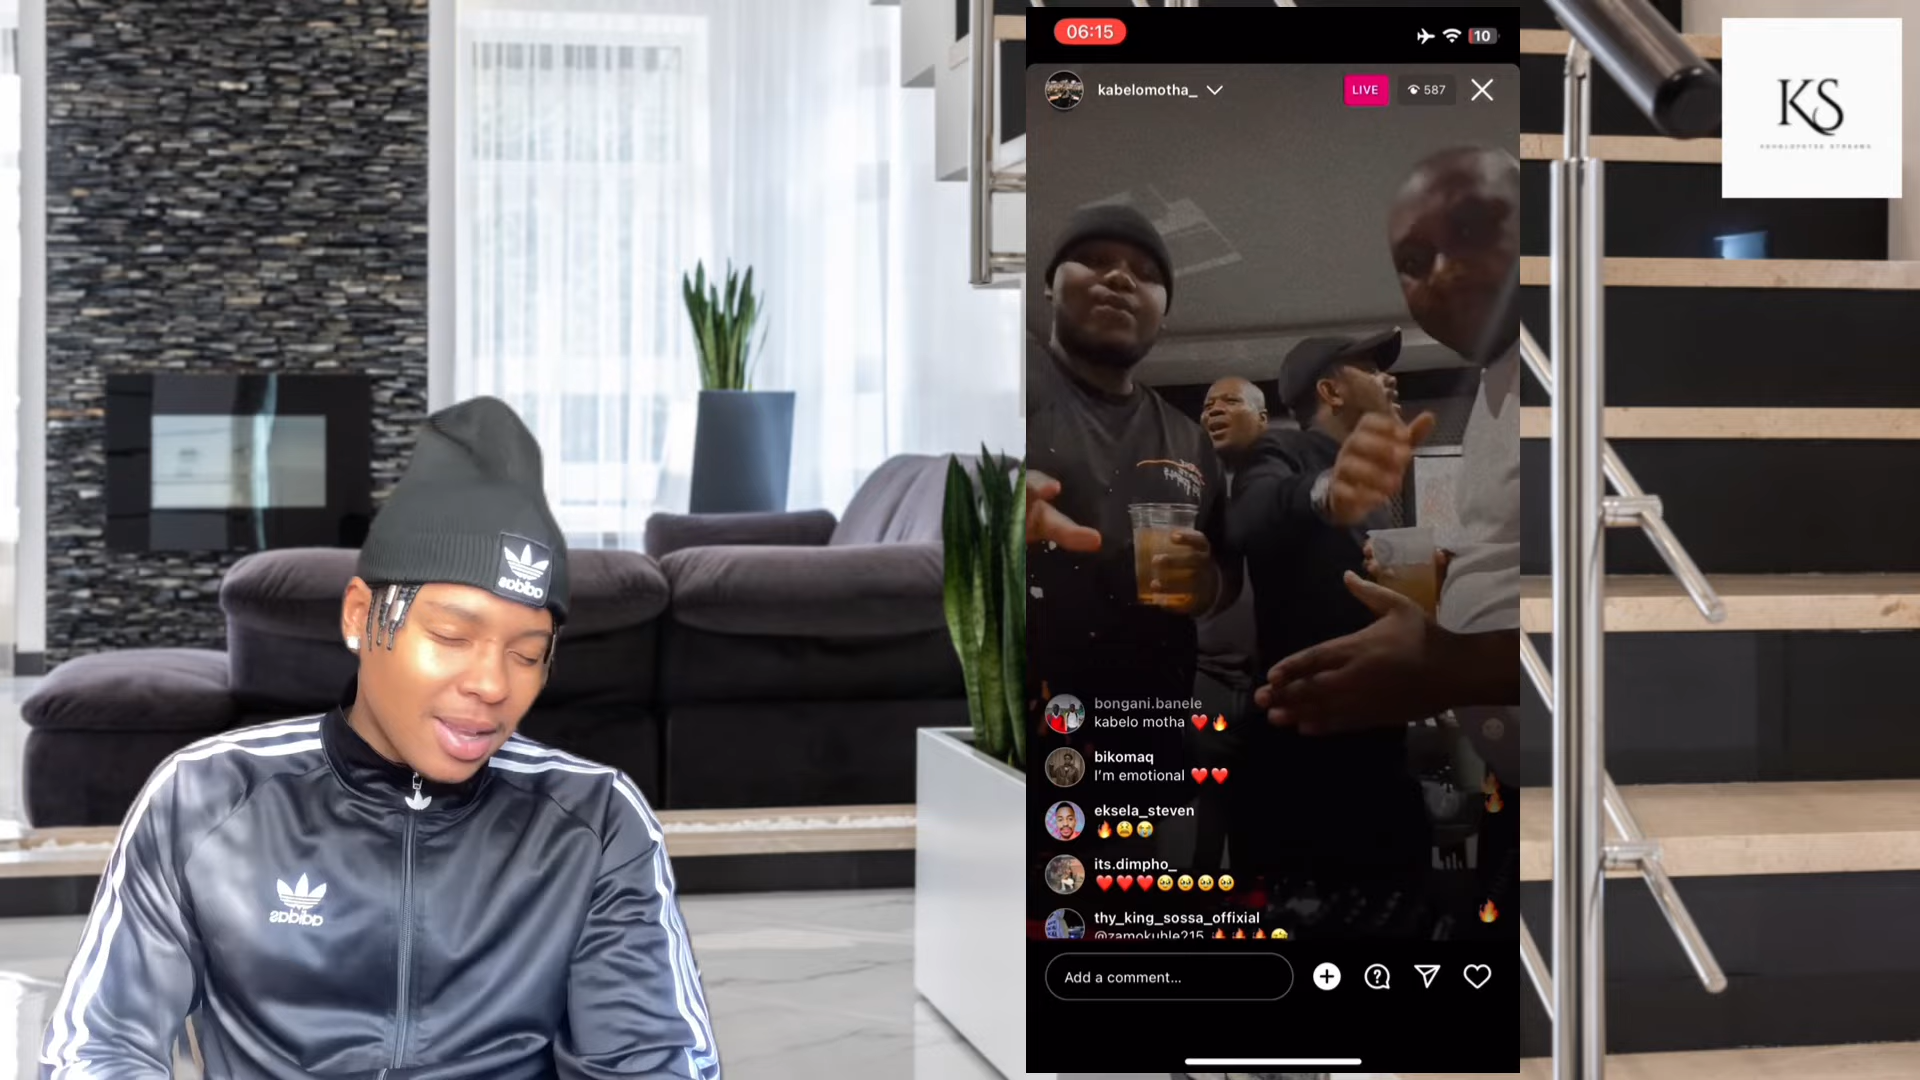 06:15
10
kabelomotha_
LIVE
587
KS
adidas
adidas
bongani.banele
kabelo motha ❤️🔥
bikomaq
I'm emotional ❤️❤️
eksela_steven
🔥😫😭
its.dimpho_
❤️❤️❤️🥹🥹🥹🥹
thy_king_sossa_offixial
@zamokuhle215 🔥🔥🔥
Add a comment...